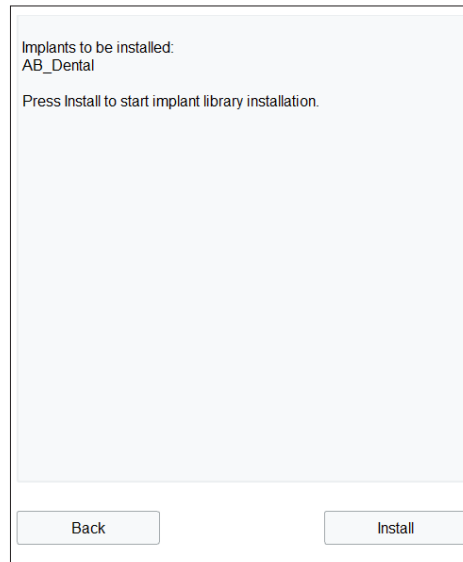 Implants to be installed:
AB_Dental
Press Install to start implant library installation.
Back
Install